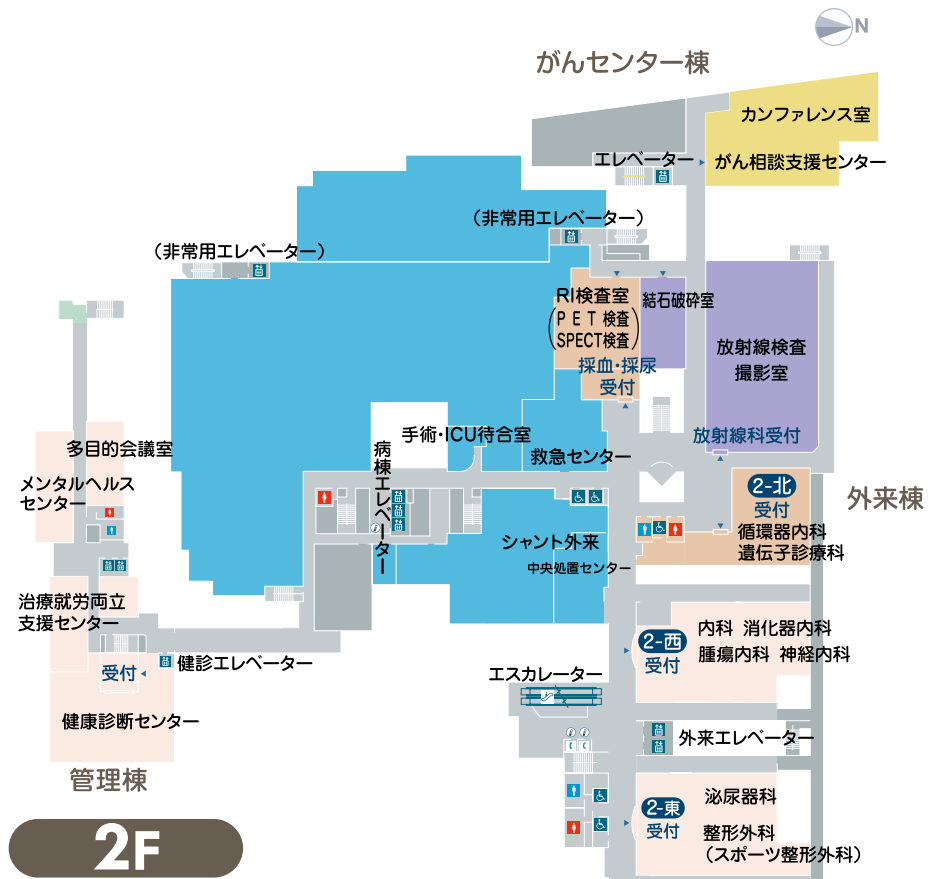 N
がんセンター棟
カンファレンス室
エレベーター
がん相談支援センター
（非常用エレベーター）
（非常用エレベーター）
RI検査室
（ＰＥＴ検査
SPECT検査）
結石破砕室
放射線検査
撮影室
採血・採尿
受付
手術・ICU待合室
放射線科受付
病棟エレベーター
救急センター
多目的会議室
メンタルヘルス
センター
2-北
受付
外来棟
循環器内科
遺伝子診療科
シャント外来
中央処置センター
治療就労両立
支援センター
内科 消化器内科
2-西
受付
腫瘍内科 神経内科
健診エレベーター
受付
エスカレーター
健康診断センター
外来エレベーター
管理棟
2-東
受付
泌尿器科
整形外科
（スポーツ整形外科）
2F